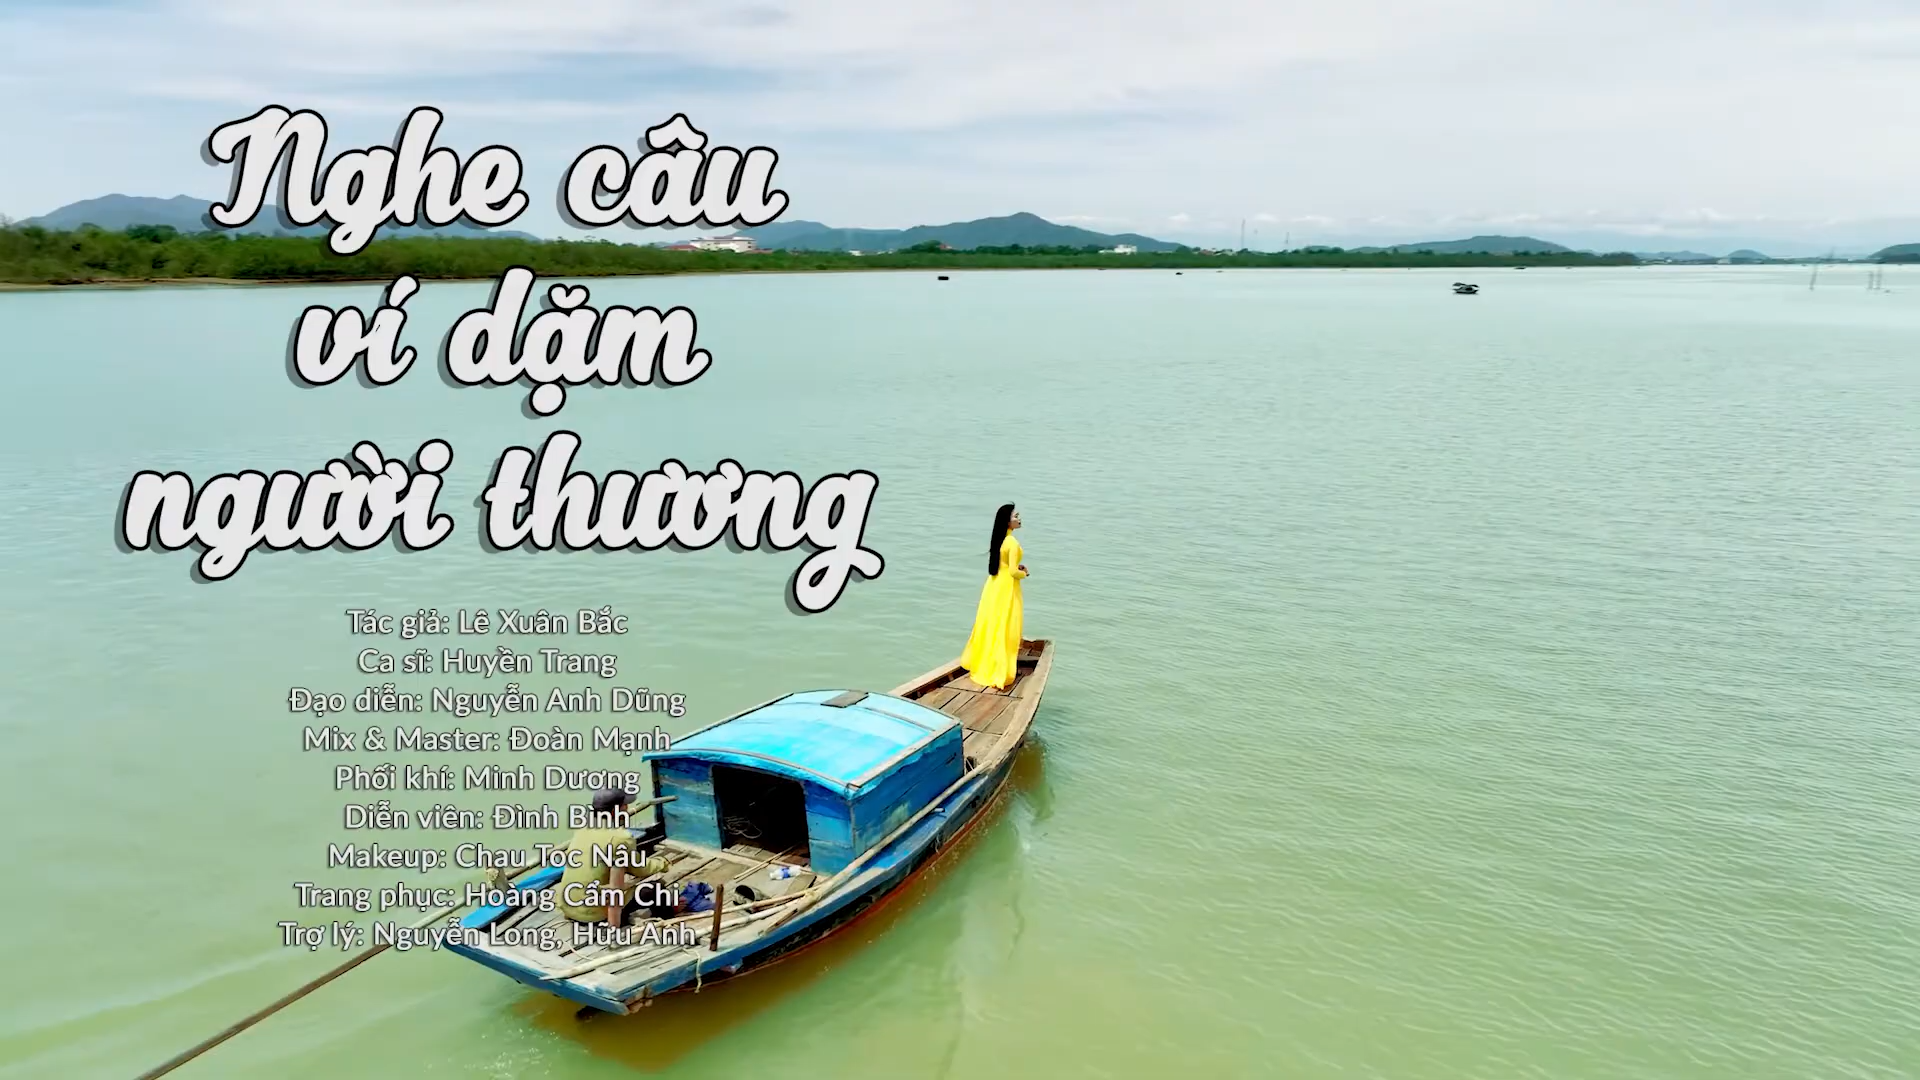 Nghe câu
ví dặm
người thương
Tác giả: Lê Xuân Bắc
Ca sĩ: Huyền Trang
Đạo diễn: Nguyễn Anh Dũng
Mix & Master: Đoàn Mạnh
Phối khí: Minh Dương
Diễn viên: Đình Bình
Makeup: Chau Toc Nâu
Trang phục: Hoàng Cẩm Chi
Trợ lý: Nguyễn Long, Hữu Anh